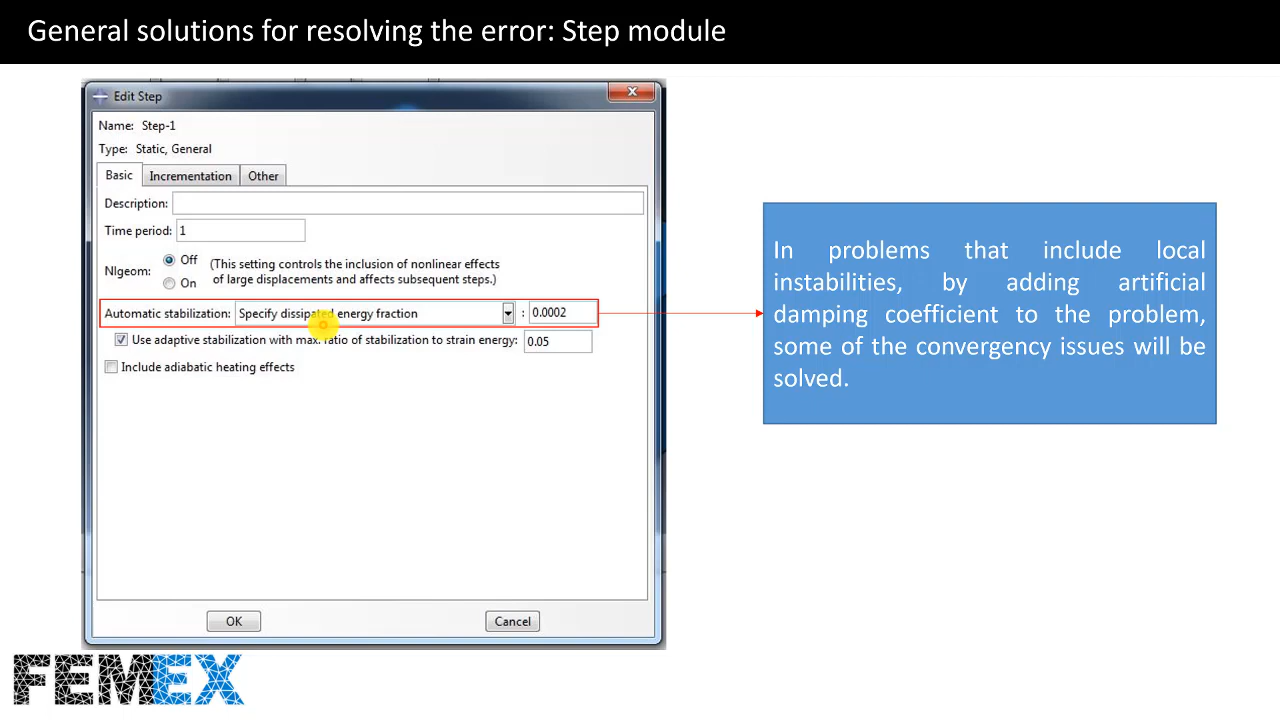 General solutions for resolving the error: Step module
Edit Step
Name: Step-1
Type: Static, General
Basic Incrementation Other
Description:
Time period: 1
Nlgeom: Off (This setting controls the inclusion of nonlinear effects
On of large displacements and affects subsequent steps.)
Automatic stabilization: Specify dissipated energy fraction : 0.0002
Use adaptive stabilization with max. ratio of stabilization to strain energy: 0.05
Include adiabatic heating effects
OK Cancel
In problems that include local
instabilities, by adding artificial
damping coefficient to the problem,
some of the convergency issues will be
solved.
FEMEX